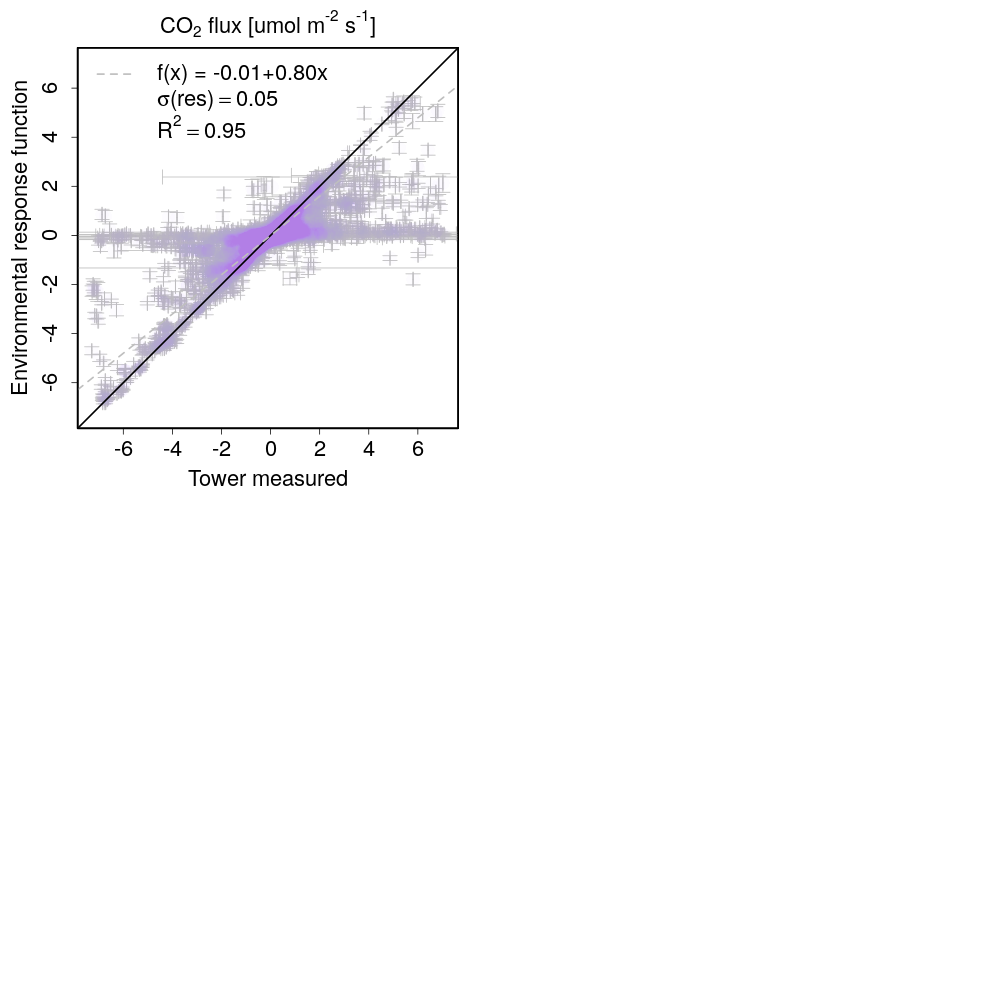 CO₂ flux [umol m⁻² s⁻¹]
f(x) = -0.01+0.80x
σ(res) = 0.05
R² = 0.95
Environmental response function
6
4
2
0
-2
-4
-6
-6 -4 -2 0 2 4 6
Tower measured